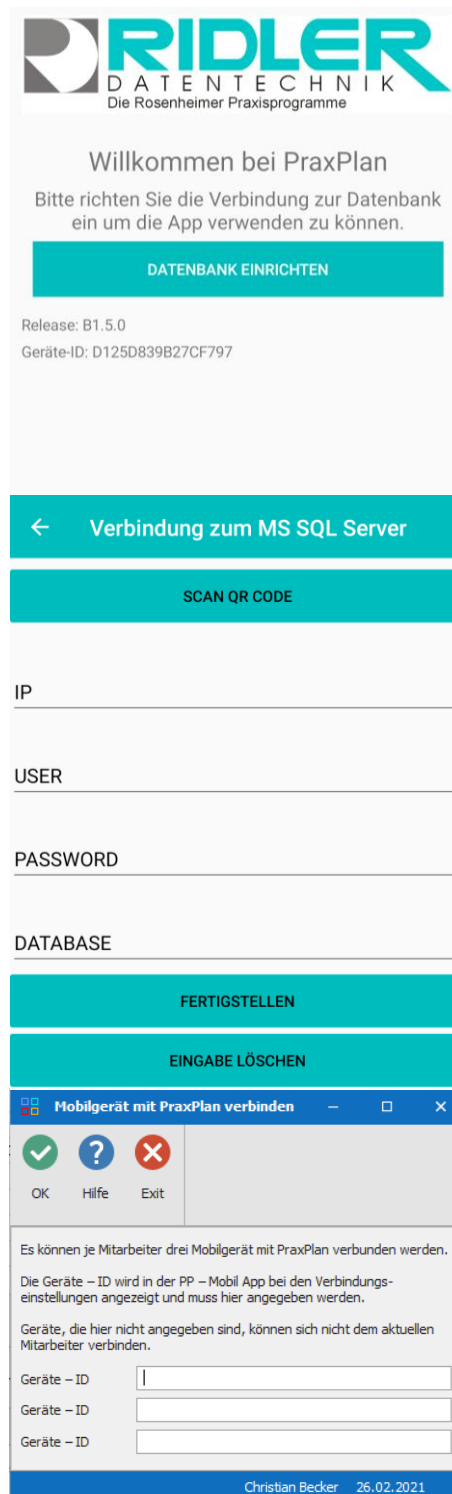 RIDLER
DATENTECHNIK
Die Rosenheimer Praxisprogramme
Willkommen bei PraxPlan
Bitte richten Sie die Verbindung zur Datenbank
ein um die App verwenden zu können.
DATENBANK EINRICHTEN
Release: B1.5.0
Geräte-ID: D125D839B27CF797
Verbindung zum MS SQL Server
SCAN QR CODE
IP
USER
PASSWORD
DATABASE
FERTIGSTELLEN
EINGABE LÖSCHEN
Mobilgerät mit PraxPlan verbinden
OK Hilfe Exit
Es können je Mitarbeiter drei Mobilgerät mit PraxPlan verbunden werden.
Die Geräte – ID wird in der PP – Mobil App bei den Verbindungs-
einstellungen angezeigt und muss hier angegeben werden.
Geräte, die hier nicht angegeben sind, können sich nicht dem aktuellen
Mitarbeiter verbinden.
Geräte – ID
Geräte – ID
Geräte – ID
Christian Becker 26.02.2021